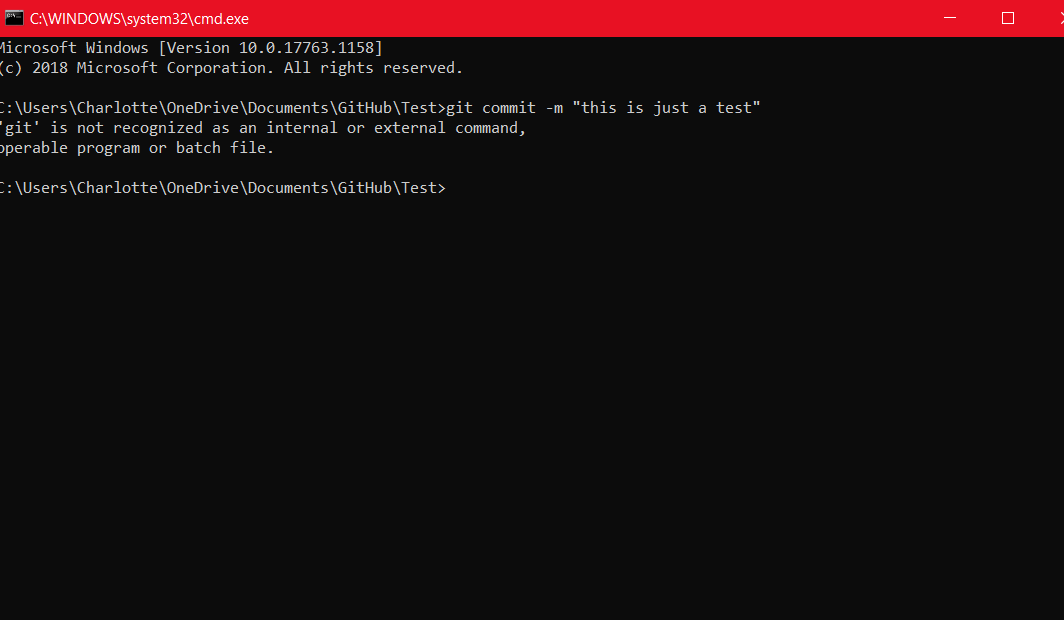 C:\WINDOWS\system32\cmd.exe
Microsoft Windows [Version 10.0.17763.1158]
(c) 2018 Microsoft Corporation. All rights reserved.
C:\Users\Charlotte\OneDrive\Documents\GitHub\Test>git commit -m "this is just a test"
'git' is not recognized as an internal or external command,
operable program or batch file.
C:\Users\Charlotte\OneDrive\Documents\GitHub\Test>